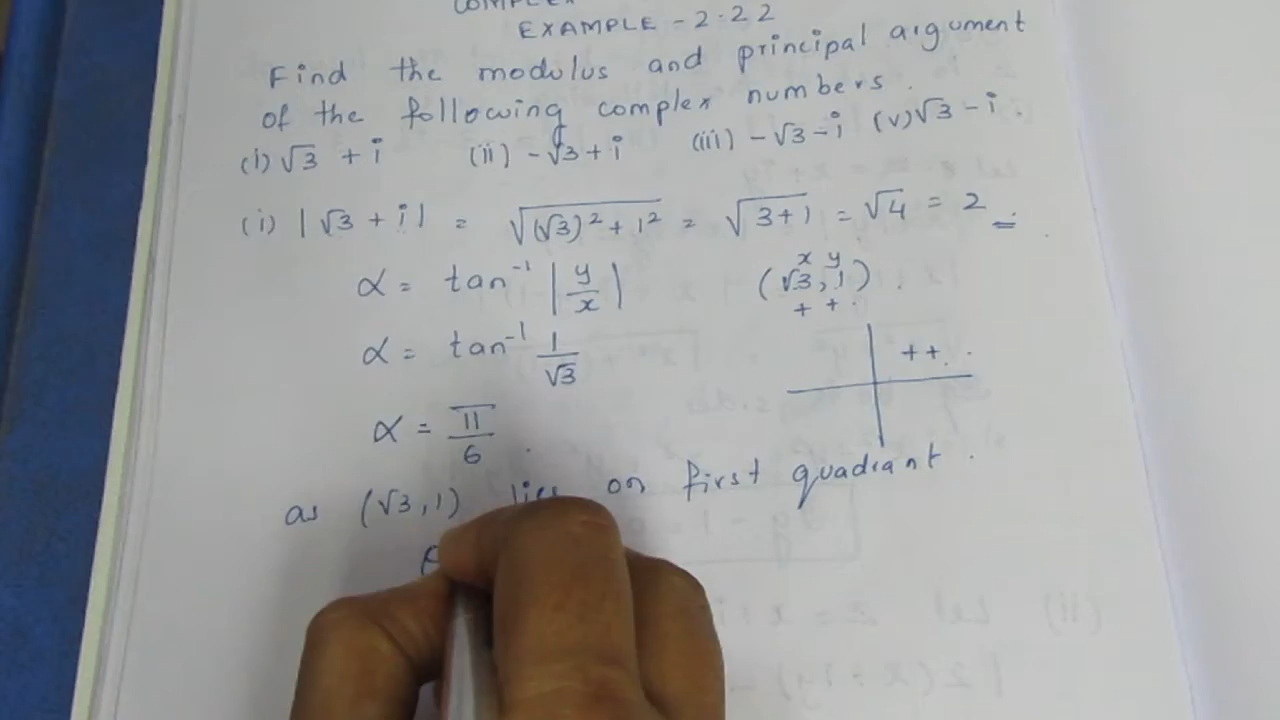 EXAMPLE - 2.22
Find the modulus and principal argument
of the following complex numbers.
(i) √3 + i (ii) -√3 + i (iii) -√3 - i (v) √3 - i .
(i) |√3 + i| = √(√3)² + 1² = √3+1 = √4 = 2
α = tan⁻¹ |y/x|
x y
(√3, 1) .
+ + .
α = tan⁻¹ 1/√3
+ + .
α = π/6 .
as (√3, 1) lies on first quadrant .